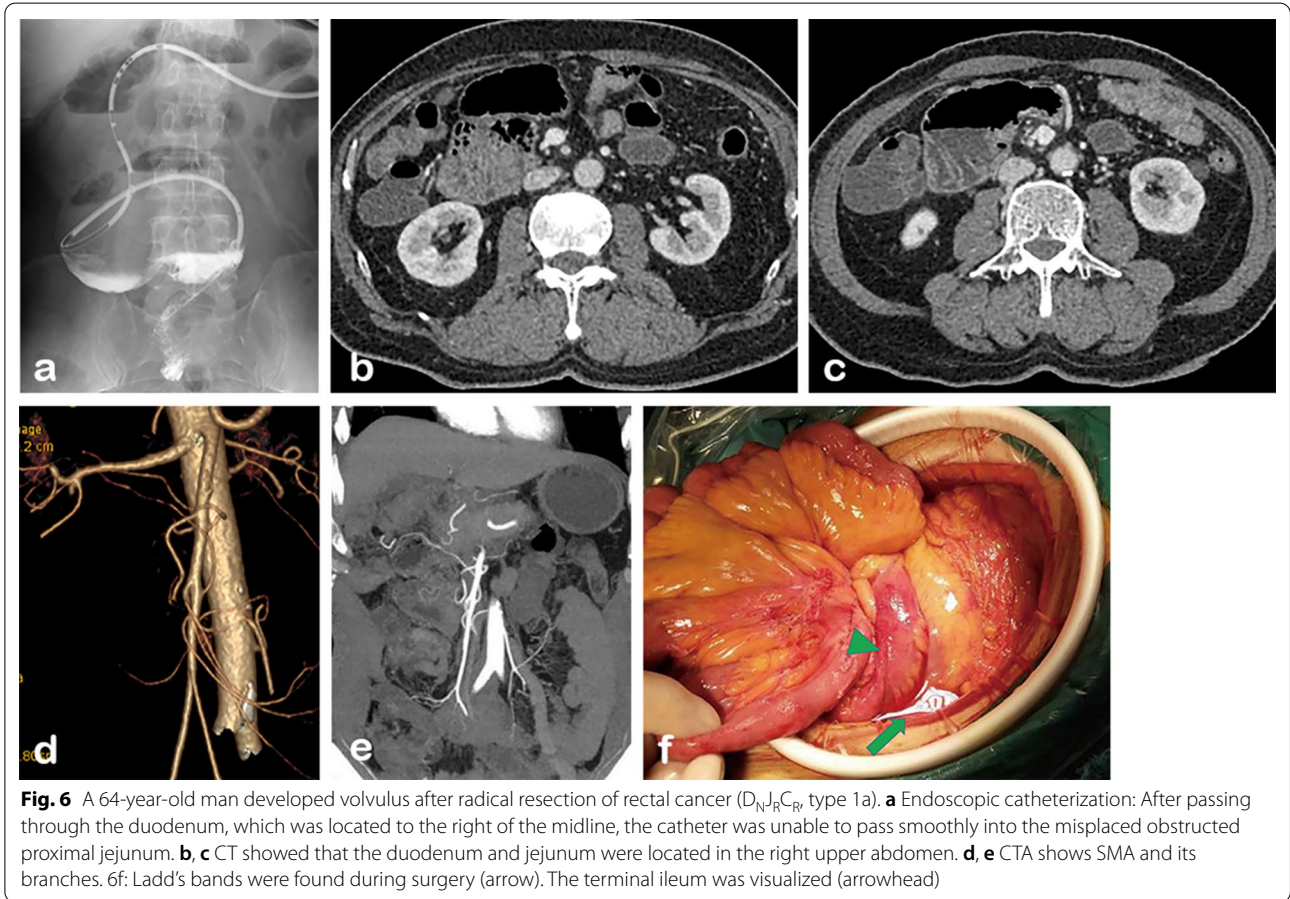 a
b
c
age
.2 cm
a
.80cm
d
e
f
Fig. 6 A 64-year-old man developed volvulus after radical resection of rectal cancer (DNJRCR, type 1a). a Endoscopic catheterization: After passing
through the duodenum, which was located to the right of the midline, the catheter was unable to pass smoothly into the misplaced obstructed
proximal jejunum. b, c CT showed that the duodenum and jejunum were located in the right upper abdomen. d, e CTA shows SMA and its
branches. 6f: Ladd's bands were found during surgery (arrow). The terminal ileum was visualized (arrowhead)